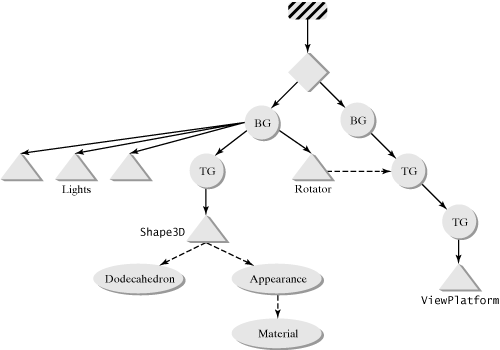 BG
BG
Lights
TG
Rotator
TG
Shape3D
TG
Dodecahedron
Appearance
ViewPlatform
Material